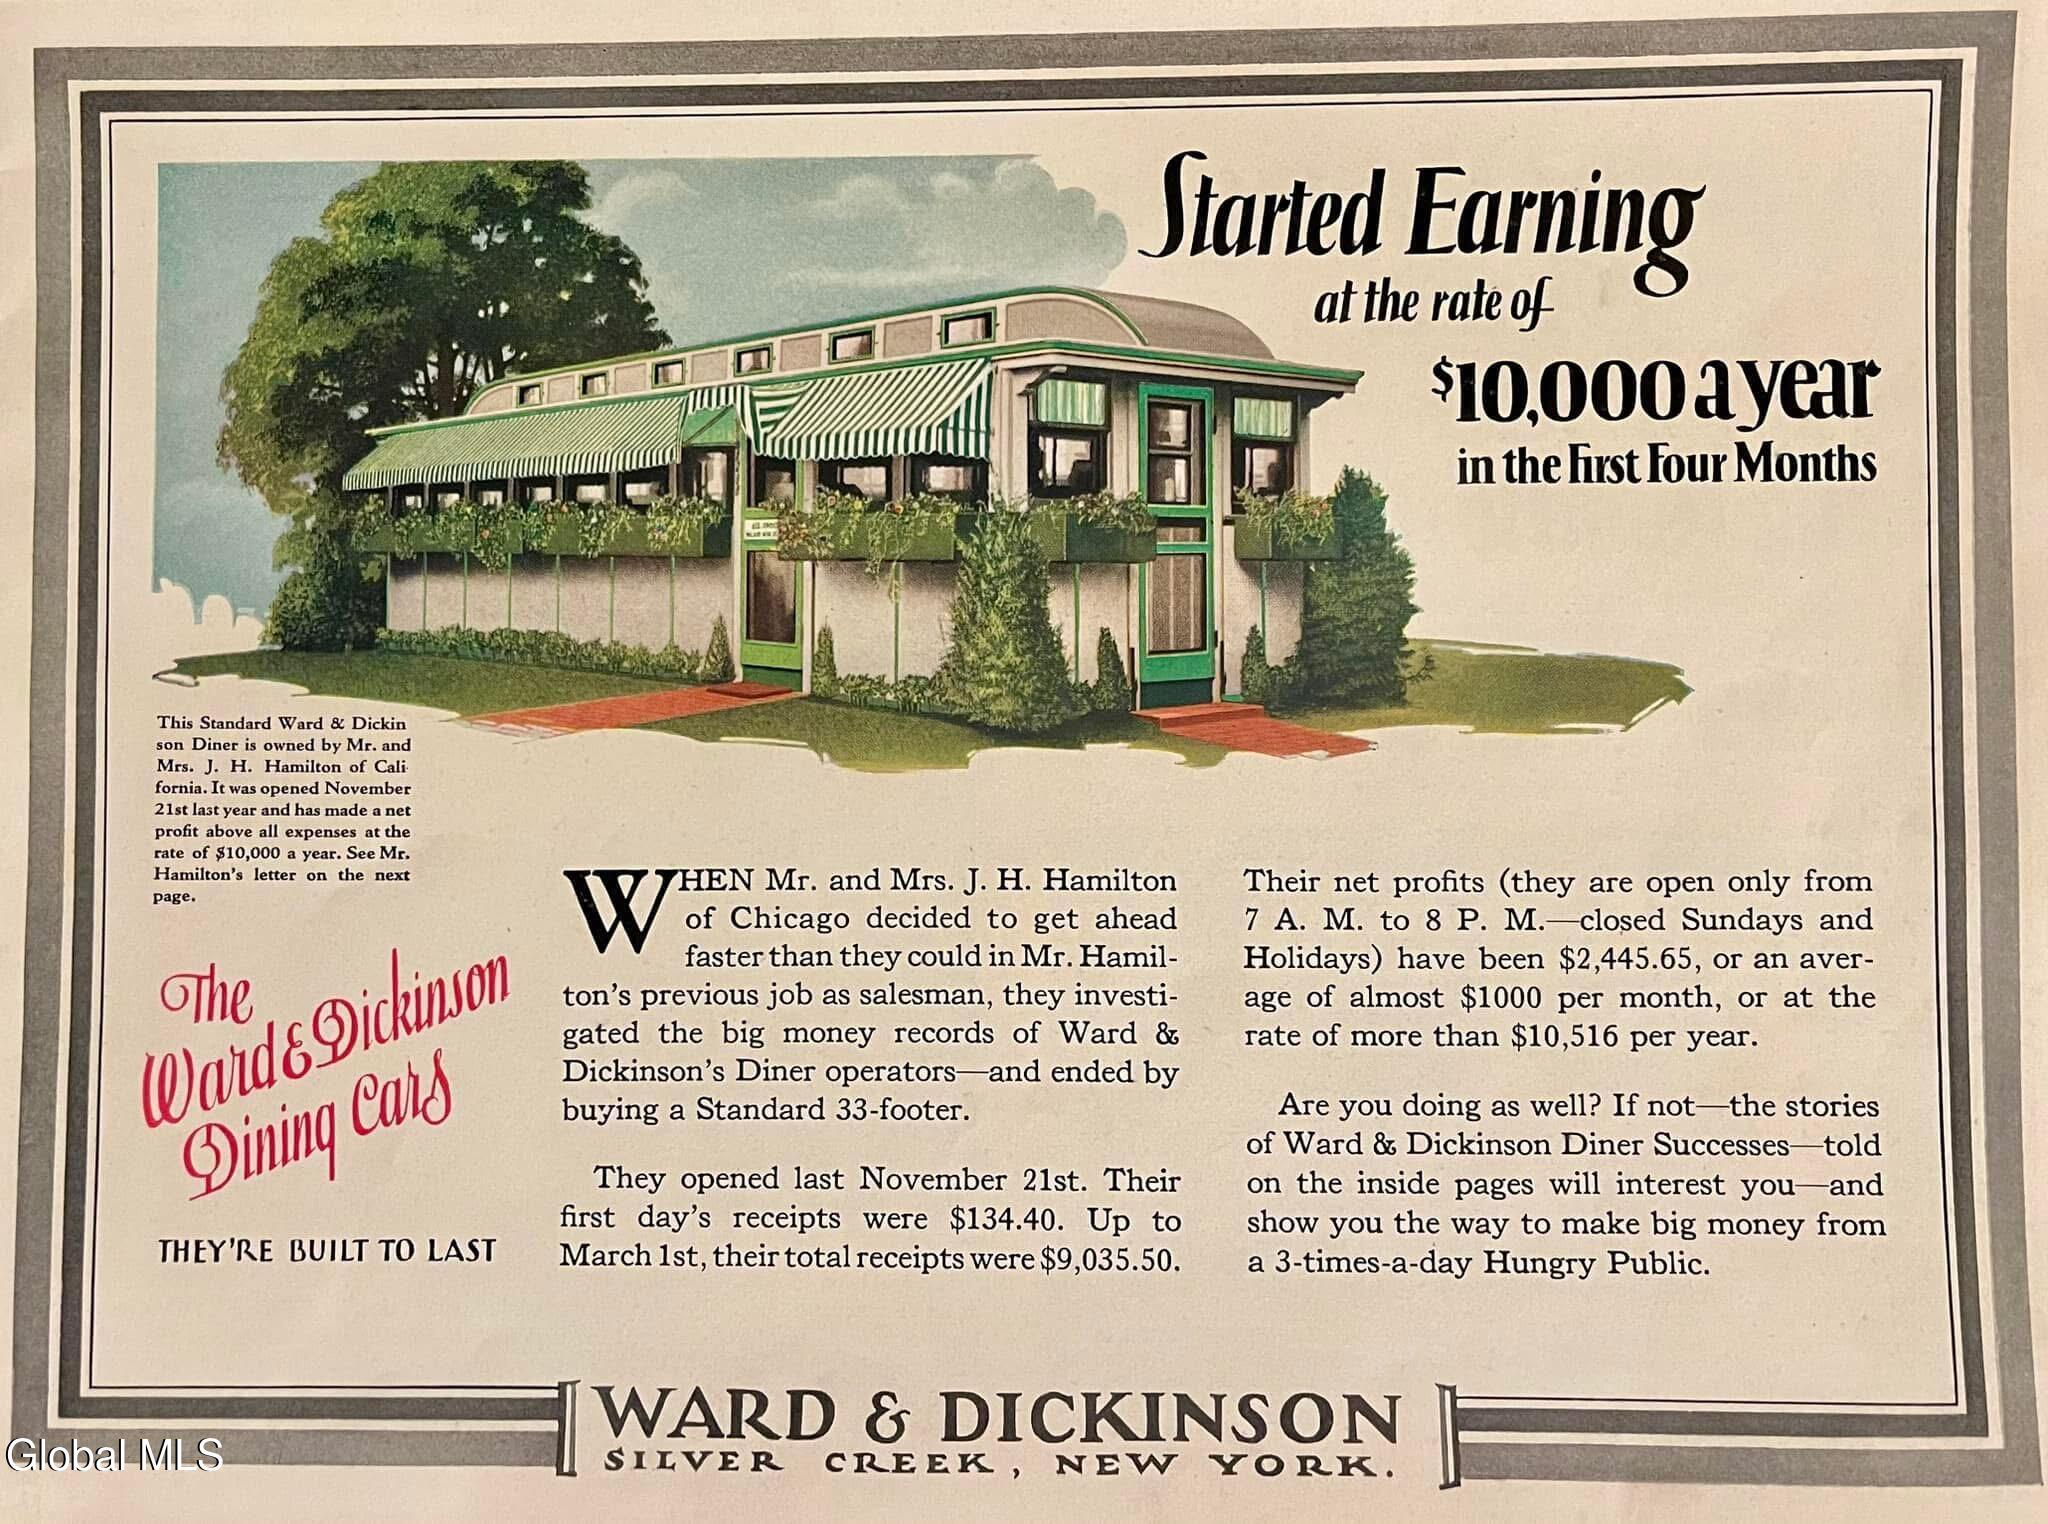 Started Earning
at the rate of
$10,000 a year
in the First Four Months
This Standard Ward & Dickin
son Diner is owned by Mr. and
Mrs. J. H. Hamilton of Cali
fornia. It was opened November
21st last year and has made a net
profit above all expenses at the
rate of $10,000 a year. See Mr.
Hamilton's letter on the next
page.
The
Ward & Dickinson
Dining Cars
THEY'RE BUILT TO LAST
WHEN Mr. and Mrs. J. H. Hamilton
of Chicago decided to get ahead
faster than they could in Mr. Hamil-
ton's previous job as salesman, they investi-
gated the big money records of Ward &
Dickinson's Diner operators—and ended by
buying a Standard 33-footer.
They opened last November 21st. Their
first day's receipts were $134.40. Up to
March 1st, their total receipts were $9,035.50.
Their net profits (they are open only from
7 A. M. to 8 P. M.—closed Sundays and
Holidays) have been $2,445.65, or an aver-
age of almost $1000 per month, or at the
rate of more than $10,516 per year.
Are you doing as well? If not—the stories
of Ward & Dickinson Diner Successes—told
on the inside pages will interest you—and
show you the way to make big money from
a 3-times-a-day Hungry Public.
WARD & DICKINSON
SILVER CREEK, NEW YORK.
Global MLS